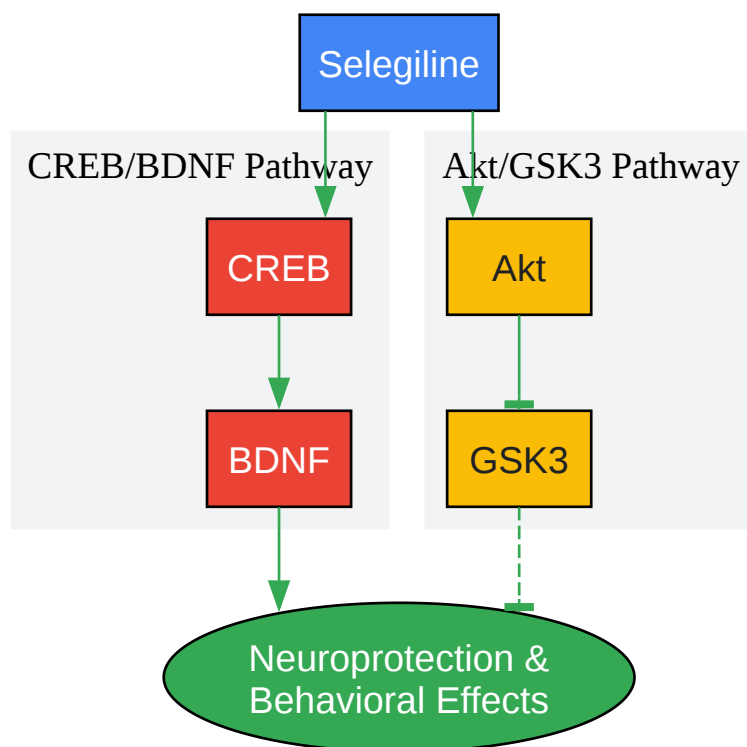 Selegiline
CREB/BDNF Pathway
Akt/GSK3 Pathway
CREB
Akt
BDNF
GSK3
Neuroprotection &
Behavioral Effects